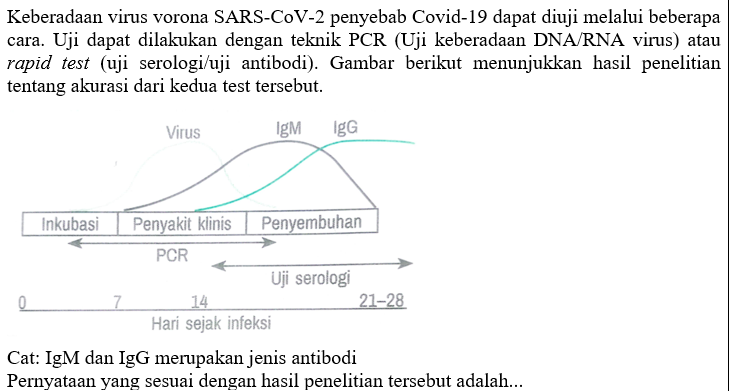 Keberadaan virus vorona SARS-CoV-2 penyebab Covid-19 dapat diuji melalui beberapa
cara. Uji dapat dilakukan dengan teknik PCR (Uji keberadaan DNA/RNA virus) atau
rapid test (uji serologi/uji antibodi). Gambar berikut menunjukkan hasil penelitian
tentang akurasi dari kedua test tersebut.
Virus IgM IgG
Inkubasi Penyakit klinis Penyembuhan
PCR
Uji serologi
0 7 14 21–28
Hari sejak infeksi
Cat: IgM dan IgG merupakan jenis antibodi
Pernyataan yang sesuai dengan hasil penelitian tersebut adalah...